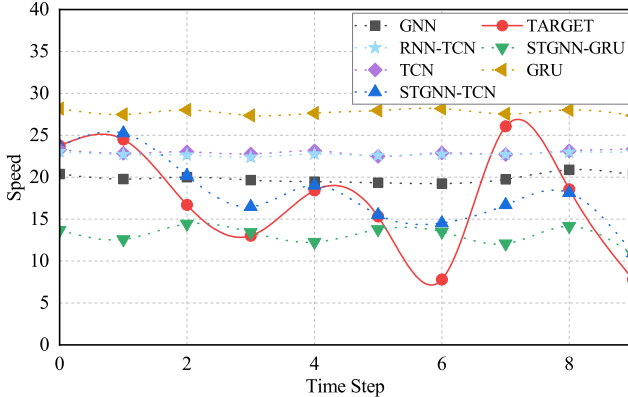 40
35
30
25
20
15
10
5
0
Speed
GNN
TARGET
RNN-TCN
STGNN-GRU
TCN
GRU
STGNN-TCN
0
2
4
6
8
Time Step